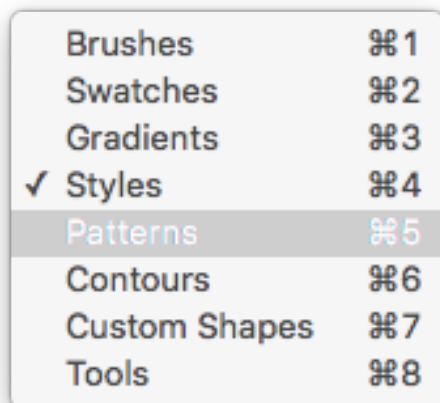 Brushes ⌘1
Swatches ⌘2
Gradients ⌘3
✓ Styles ⌘4
Patterns ⌘5
Contours ⌘6
Custom Shapes ⌘7
Tools ⌘8